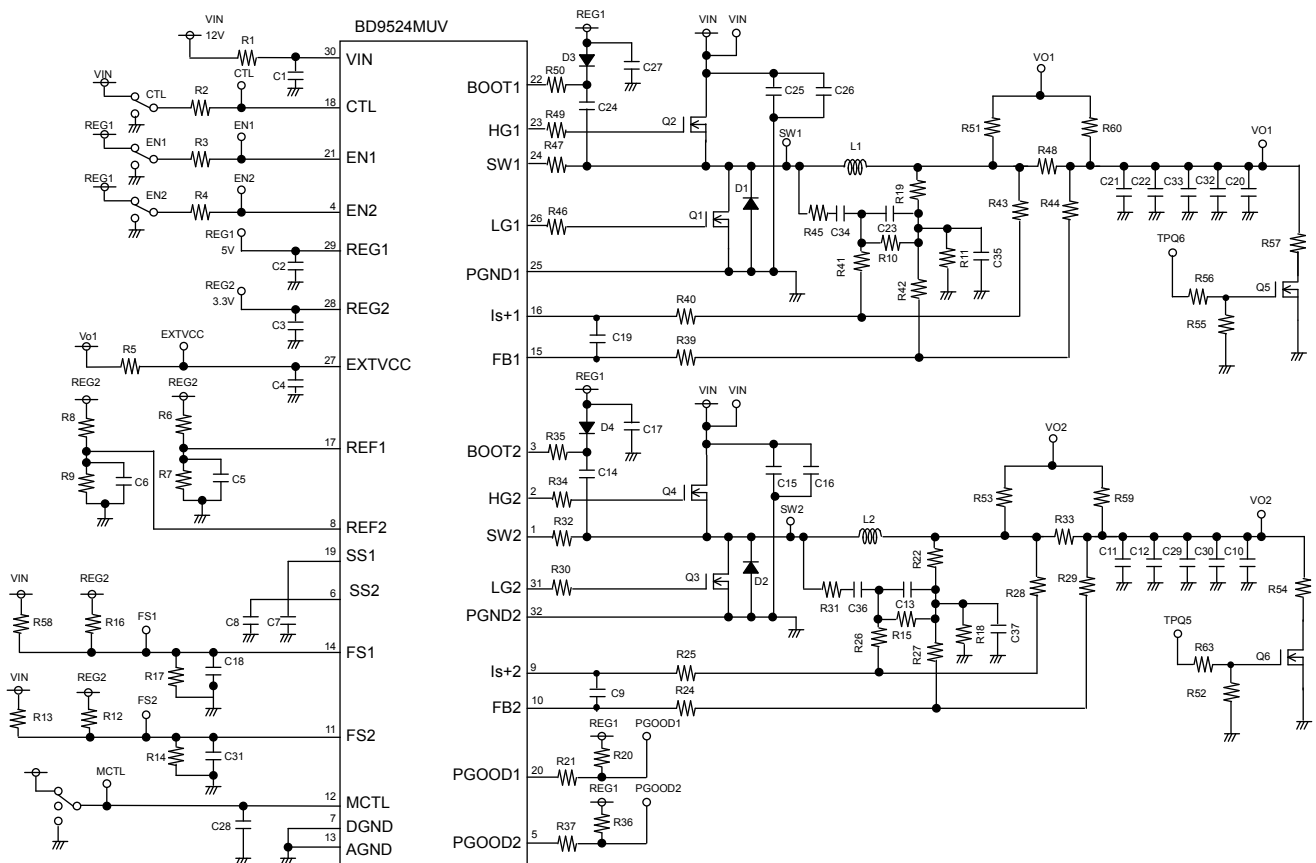 BD9524MUV
VIN
12V
R1
30
VIN
C1
VIN
CTL
R2
CTL
18
CTL
REG1
EN1
R3
EN1
21
EN1
REG1
EN2
R4
EN2
4
EN2
REG1
5V
29
REG1
C2
REG2
3.3V
28
REG2
C3
Vo1
R5
EXTVCC
27
EXTVCC
C4
REG2
R8
R9
C6
REG2
R6
R7
C5
17
REF1
8
REF2
19
SS1
6
SS2
C8
C7
VIN
R58
REG2
R16
FS1
14
FS1
R17
C18
VIN
R13
REG2
R12
FS2
11
FS2
R14
C31
MCTL
12
MCTL
C28
7
DGND
13
AGND
REG1
D3
C27
BOOT1
22
R50
C24
HG1
23
R49
SW1
24
R47
LG1
26
R46
PGND1
25
Is+1
16
R40
C19
FB1
15
R39
VIN
VIN
Q2
C25
C26
SW1
L1
Q1
D1
R45
C34
C23
R10
R41
R19
R42
R11
C35
VO1
R51
R60
R48
R43
R44
VO1
C21
C22
C33
C32
C20
R57
TPQ6
R56
R55
Q5
REG1
D4
C17
BOOT2
3
R35
C14
HG2
2
R34
SW2
1
R32
LG2
31
R30
PGND2
32
Is+2
9
R25
C9
FB2
10
R24
VIN
VIN
Q4
C15
C16
SW2
L2
Q3
D2
R31
C36
C13
R15
R26
R22
R27
R18
C37
VO2
R53
R59
R33
R28
R29
VO2
C11
C12
C29
C30
C10
R54
TPQ5
R63
R52
Q6
REG1
PGOOD1
R20
PGOOD1
20
R21
REG1
PGOOD2
R36
PGOOD2
5
R37